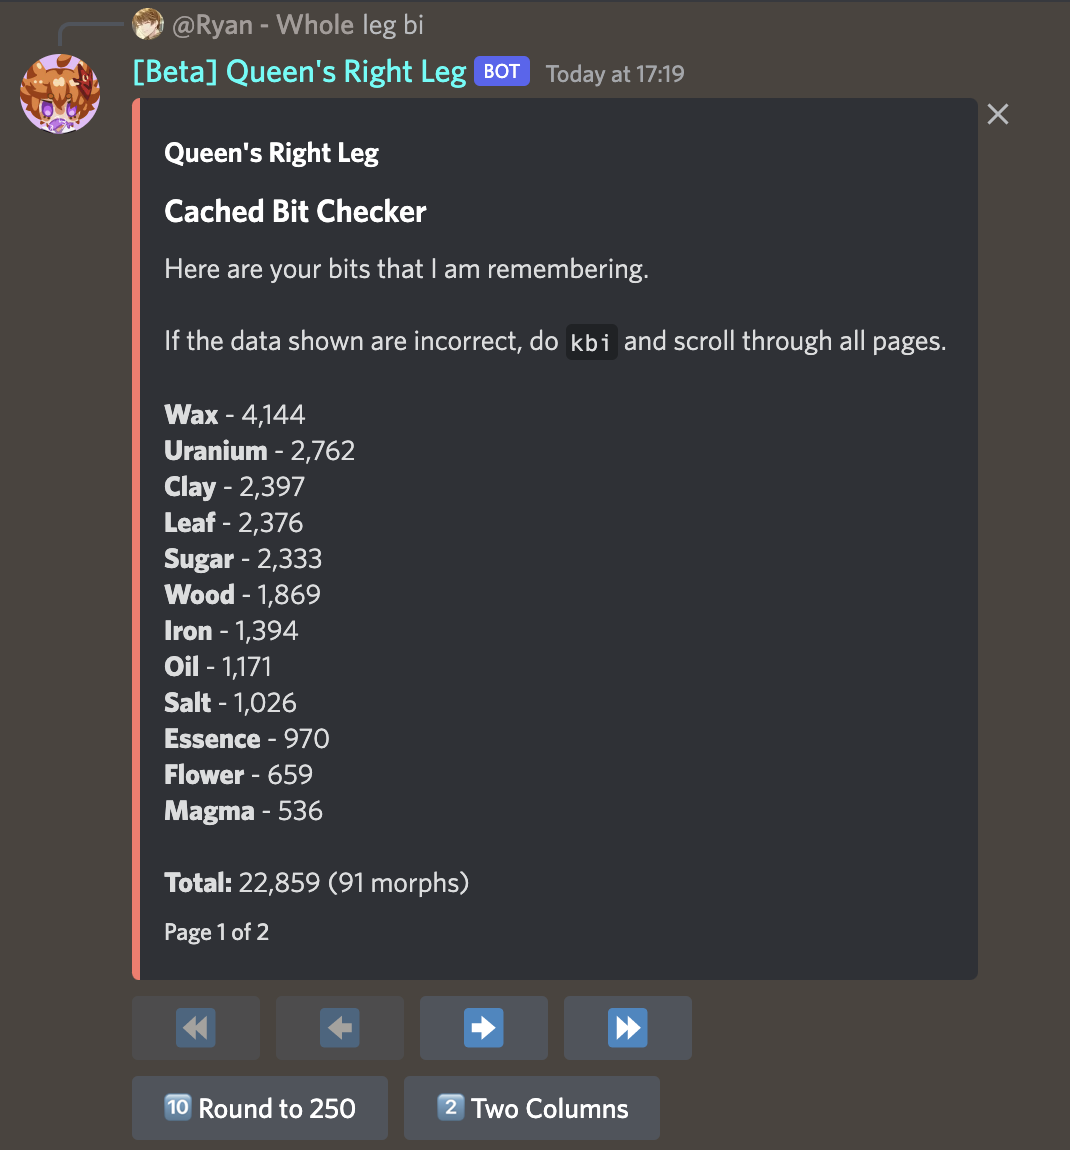 @Ryan - Whole leg bi
[Beta] Queen's Right Leg BOT Today at 17:19
Queen's Right Leg
Cached Bit Checker
Here are your bits that I am remembering.
If the data shown are incorrect, do kbi and scroll through all pages.
Wax - 4,144
Uranium - 2,762
Clay - 2,397
Leaf - 2,376
Sugar - 2,333
Wood - 1,869
Iron - 1,394
Oil - 1,171
Salt - 1,026
Essence - 970
Flower - 659
Magma - 536
Total: 22,859 (91 morphs)
Page 1 of 2
10 Round to 250
2 Two Columns